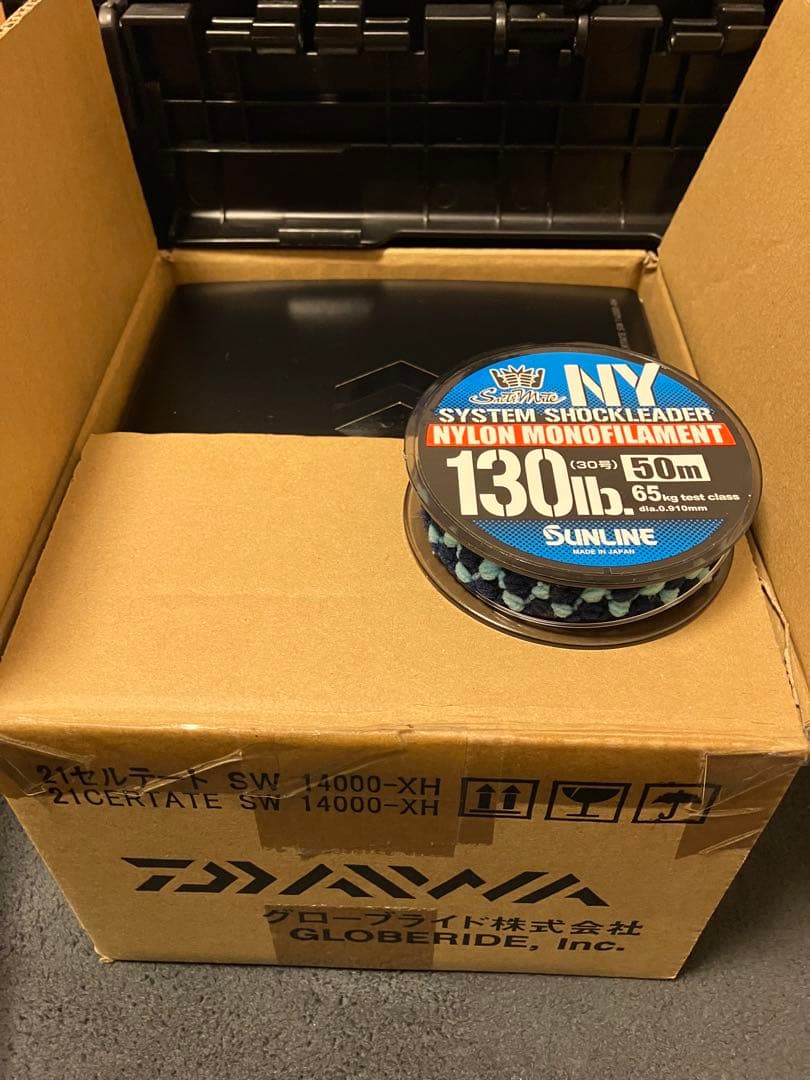 SaltiMate NY
SYSTEM SHOCKLEADER
NYLON MONOFILAMENT
130lb. (30号) 50m
65kg test class
dia.0.910mm
SUNLINE
MADE IN JAPAN
21セルテート SW 14000-XH
21CERTATE SW 14000-XH
DAIWA
グローブライド株式会社
GLOBERIDE, Inc.